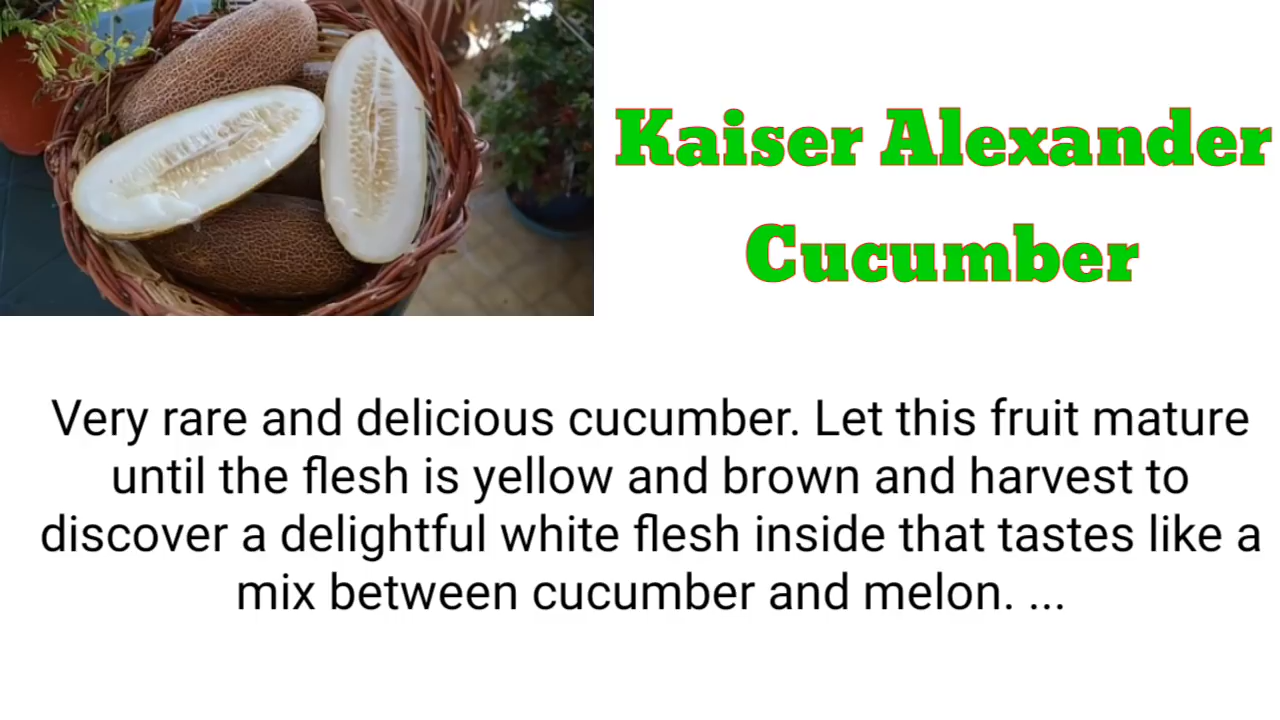 Kaiser Alexander
Cucumber
Very rare and delicious cucumber. Let this fruit mature
until the flesh is yellow and brown and harvest to
discover a delightful white flesh inside that tastes like a
mix between cucumber and melon. ...